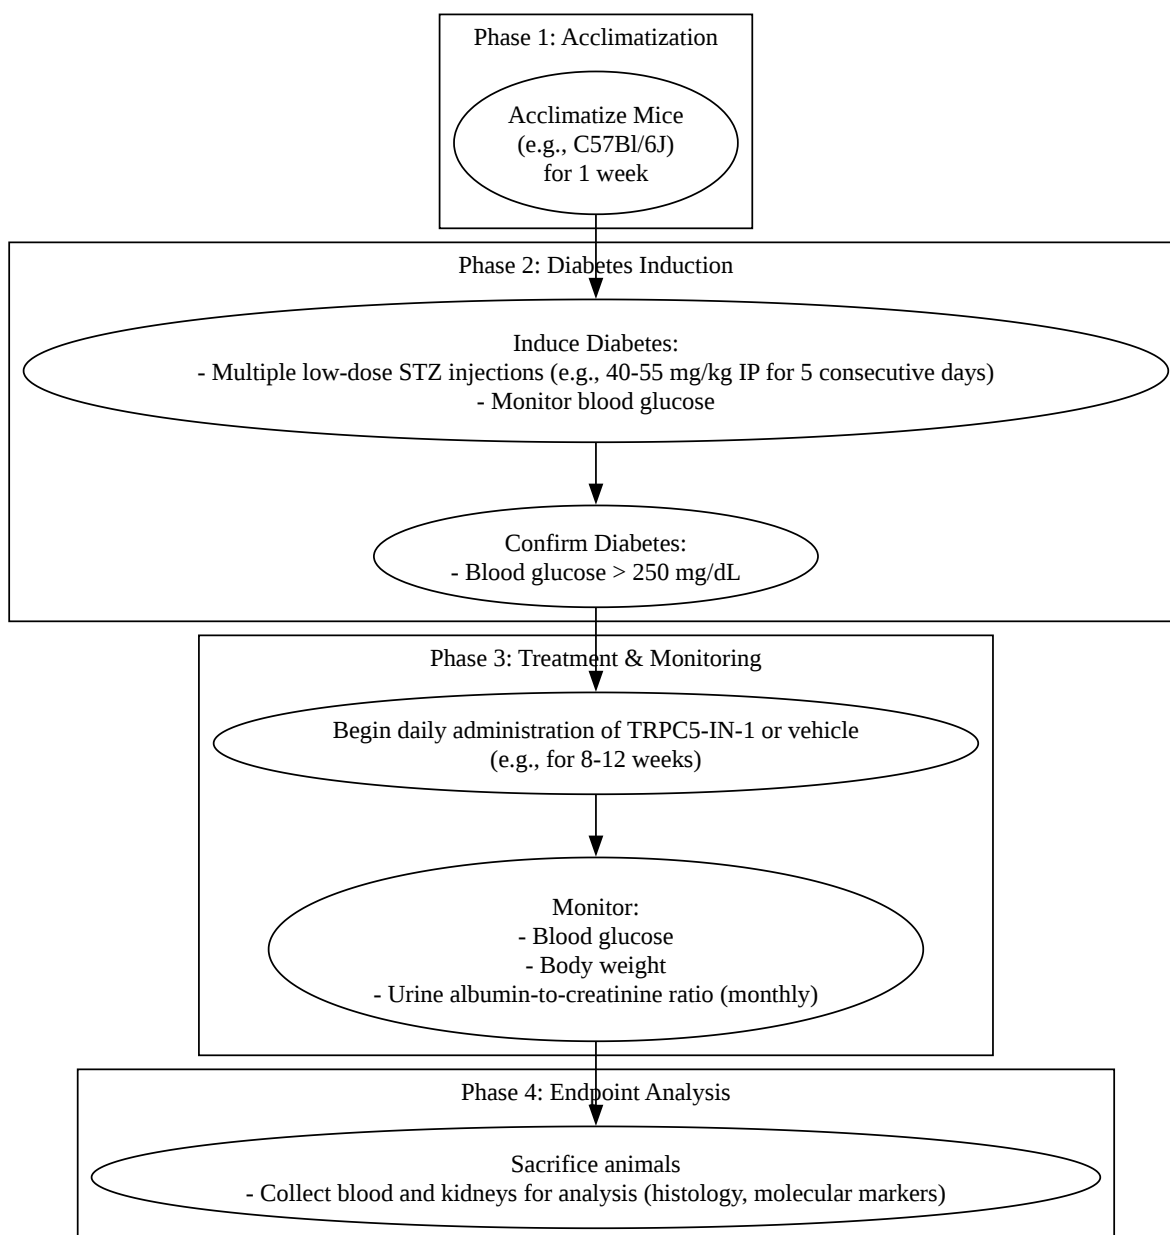 Phase 1: Acclimatization
Acclimatize Mice
(e.g., C57Bl/6J)
for 1 week
Phase 2: Diabetes Induction
Induce Diabetes:
- Multiple low-dose STZ injections (e.g., 40-55 mg/kg IP for 5 consecutive days)
- Monitor blood glucose
Confirm Diabetes:
- Blood glucose > 250 mg/dL
Phase 3: Treatment & Monitoring
Begin daily administration of TRPC5-IN-1 or vehicle
(e.g., for 8-12 weeks)
Monitor:
- Blood glucose
- Body weight
- Urine albumin-to-creatinine ratio (monthly)
Phase 4: Endpoint Analysis
Sacrifice animals
- Collect blood and kidneys for analysis (histology, molecular markers)